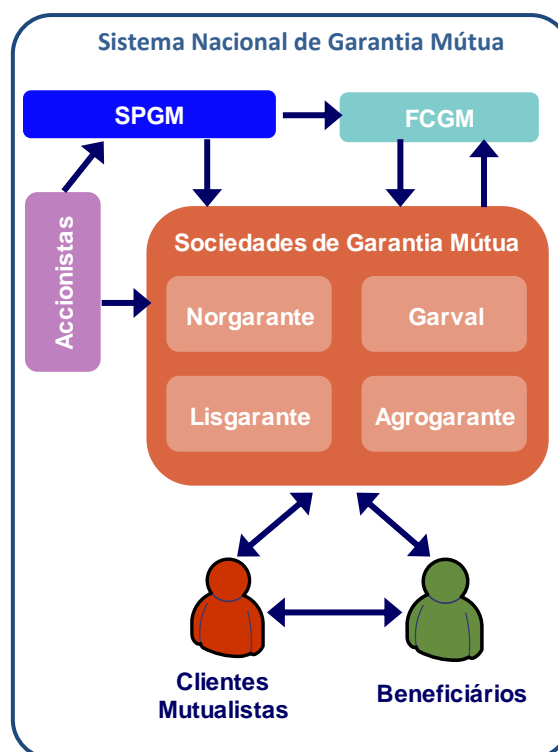 Sistema Nacional de Garantia Mútua
SPGM
FCGM
Accionistas
Sociedades de Garantia Mútua
Norgarante
Garval
Lisgarante
Agrogarante
Clientes
Mutualistas
Beneficiários